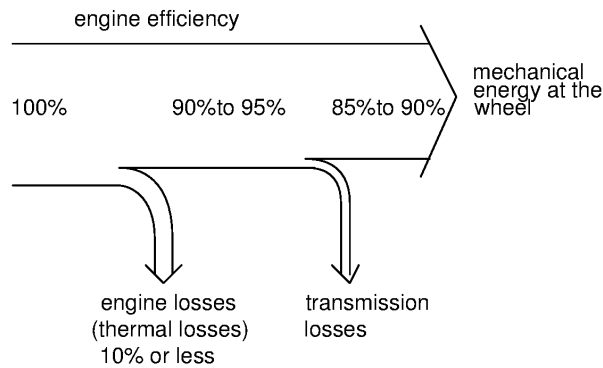 engine efficiency
mechanical
energy at the
wheel
100%
90%to 95%
85%to 90%
engine losses
(thermal losses)
10% or less
transmission
losses